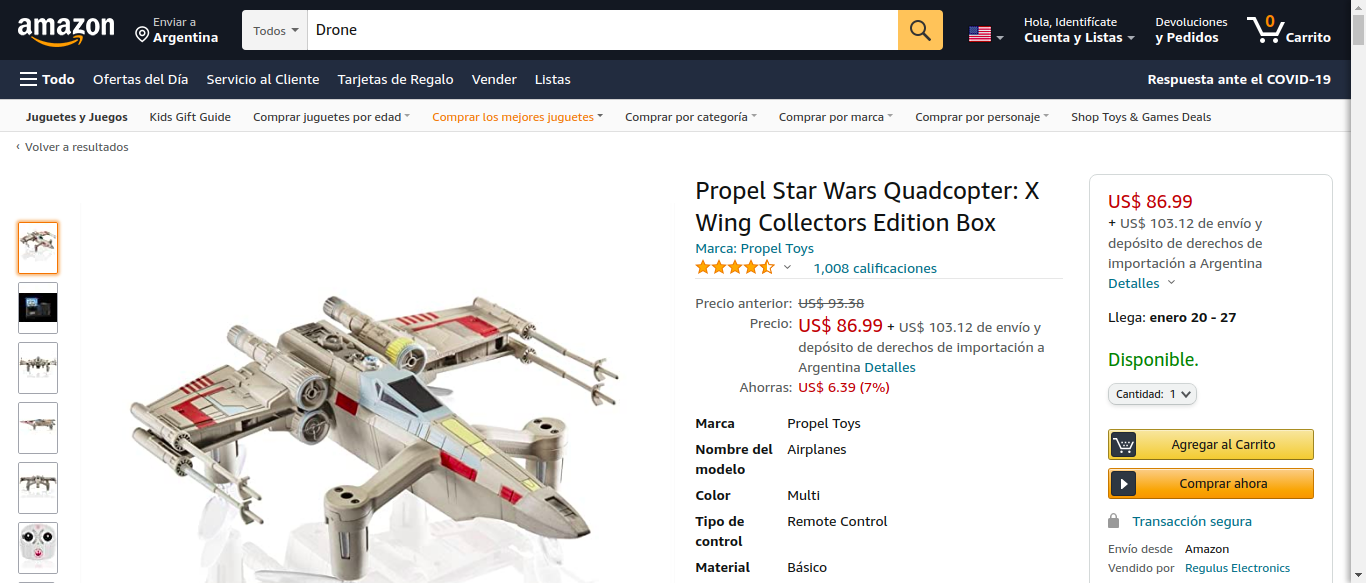 amazon
Enviar a
Argentina
Todos
Drone
Hola, Identifícate
Cuenta y Listas
Devoluciones
y Pedidos
0
Carrito
Todo
Ofertas del Día
Servicio al Cliente
Tarjetas de Regalo
Vender
Listas
Respuesta ante el COVID-19
Juguetes y Juegos
Kids Gift Guide
Comprar juguetes por edad
Comprar los mejores juguetes
Comprar por categoría
Comprar por marca
Comprar por personaje
Shop Toys & Games Deals
‹ Volver a resultados
Propel Star Wars Quadcopter: X
Wing Collectors Edition Box
Marca: Propel Toys
1,008 calificaciones
Precio anterior: US$ 93.38
Precio: US$ 86.99 + US$ 103.12 de envío y
depósito de derechos de importación a
Argentina Detalles
Ahorras: US$ 6.39 (7%)
Marca Propel Toys
Nombre del Airplanes
modelo
Color Multi
Tipo de Remote Control
control
Material Básico
US$ 86.99
+ US$ 103.12 de envío y
depósito de derechos de
importación a Argentina
Detalles
Llega: enero 20 - 27
Disponible.
Cantidad: 1
Agregar al Carrito
Comprar ahora
Transacción segura
Envío desde Amazon
Vendido por Regulus Electronics